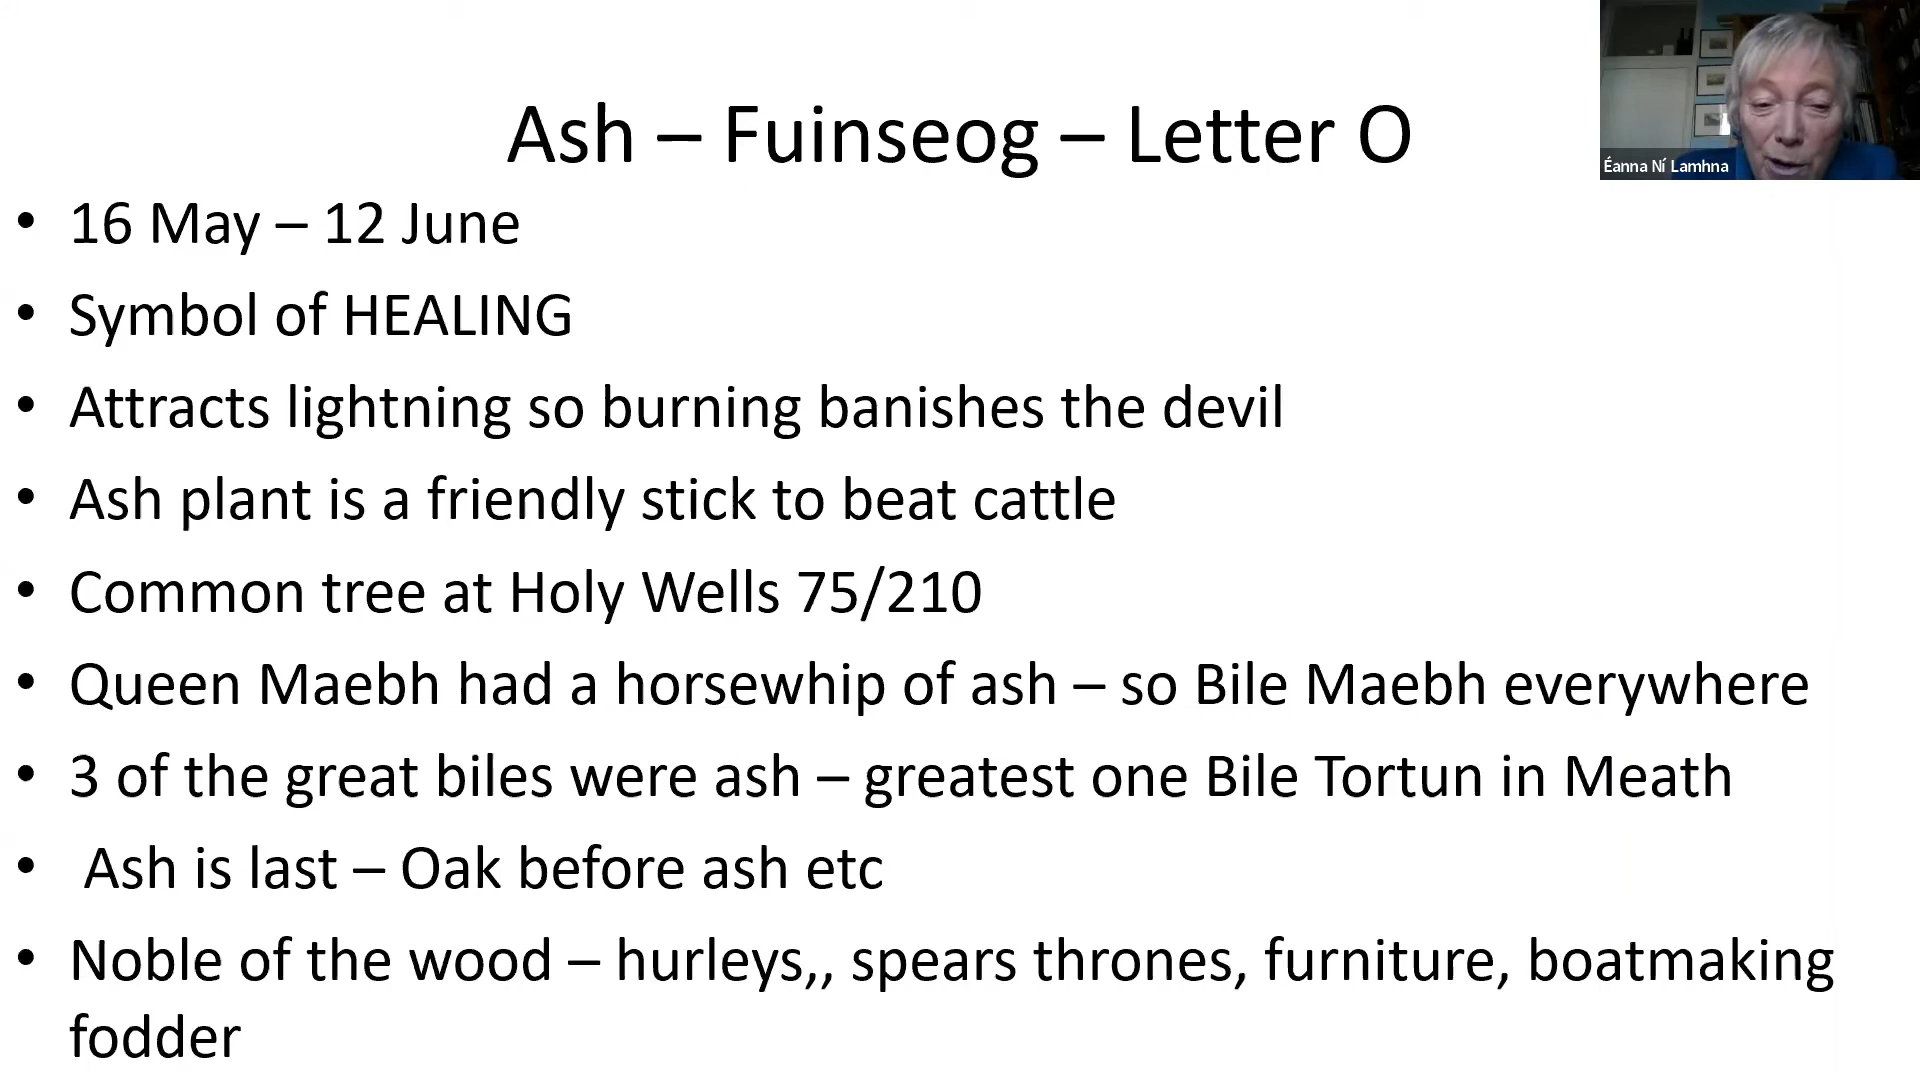 Ash – Fuinseog – Letter O
Éanna Ní Lamhna
• 16 May – 12 June
• Symbol of HEALING
• Attracts lightning so burning banishes the devil
• Ash plant is a friendly stick to beat cattle
• Common tree at Holy Wells 75/210
• Queen Maebh had a horsewhip of ash – so Bile Maebh everywhere
• 3 of the great biles were ash – greatest one Bile Tortun in Meath
• Ash is last – Oak before ash etc
• Noble of the wood – hurleys,, spears thrones, furniture, boatmaking
fodder